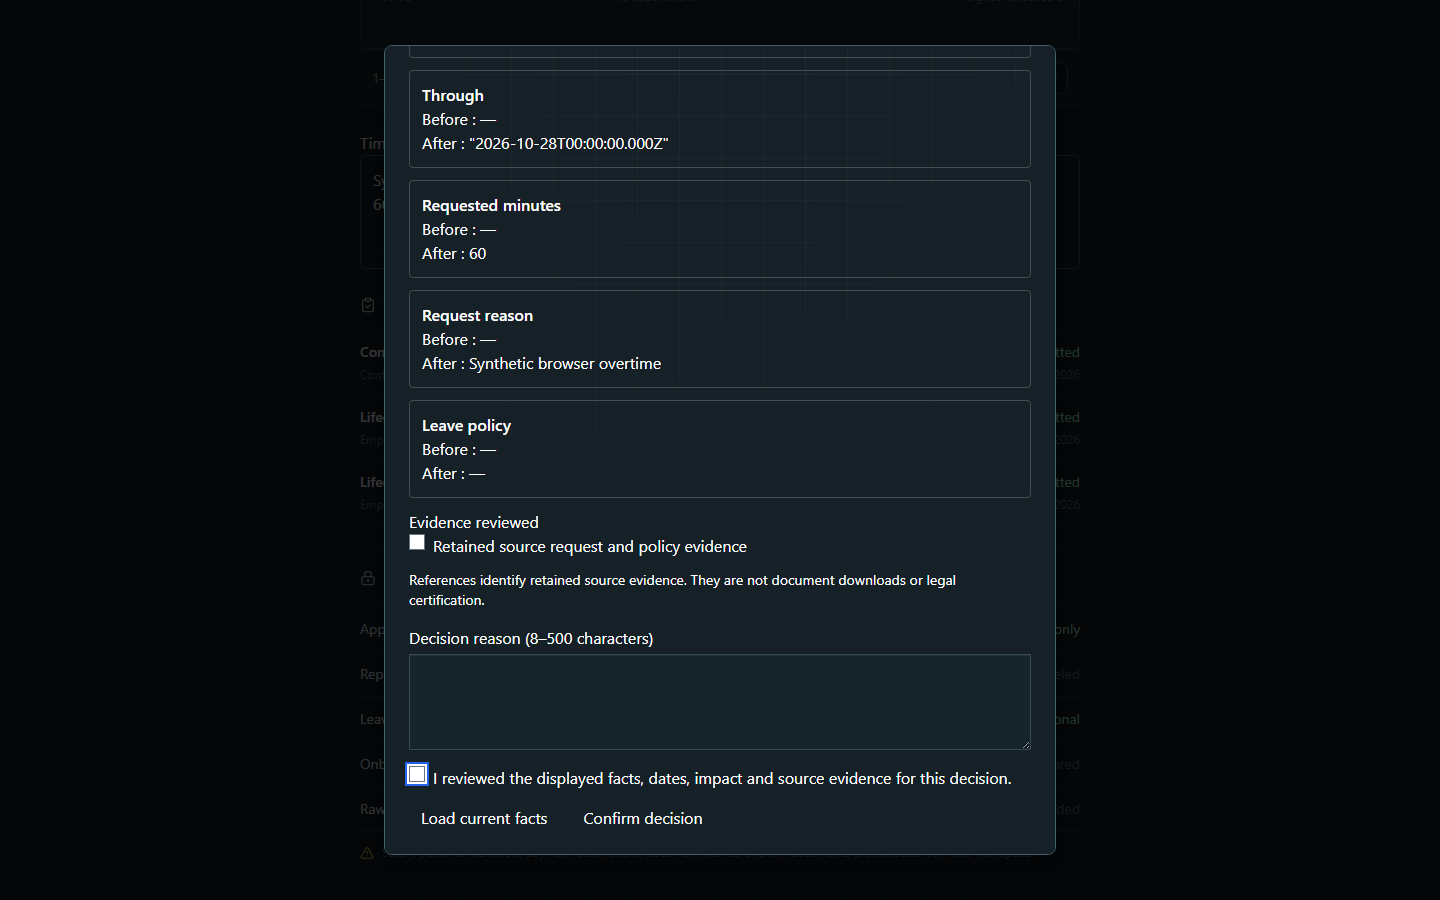 Through
Before : —
After : "2026-10-28T00:00:00.000Z"
Requested minutes
Before : —
After : 60
Request reason
Before : —
After : Synthetic browser overtime
Leave policy
Before : —
After : —
Evidence reviewed
Retained source request and policy evidence
References identify retained source evidence. They are not document downloads or legal
certification.
Decision reason (8–500 characters)
I reviewed the displayed facts, dates, impact and source evidence for this decision.
Load current facts
Confirm decision